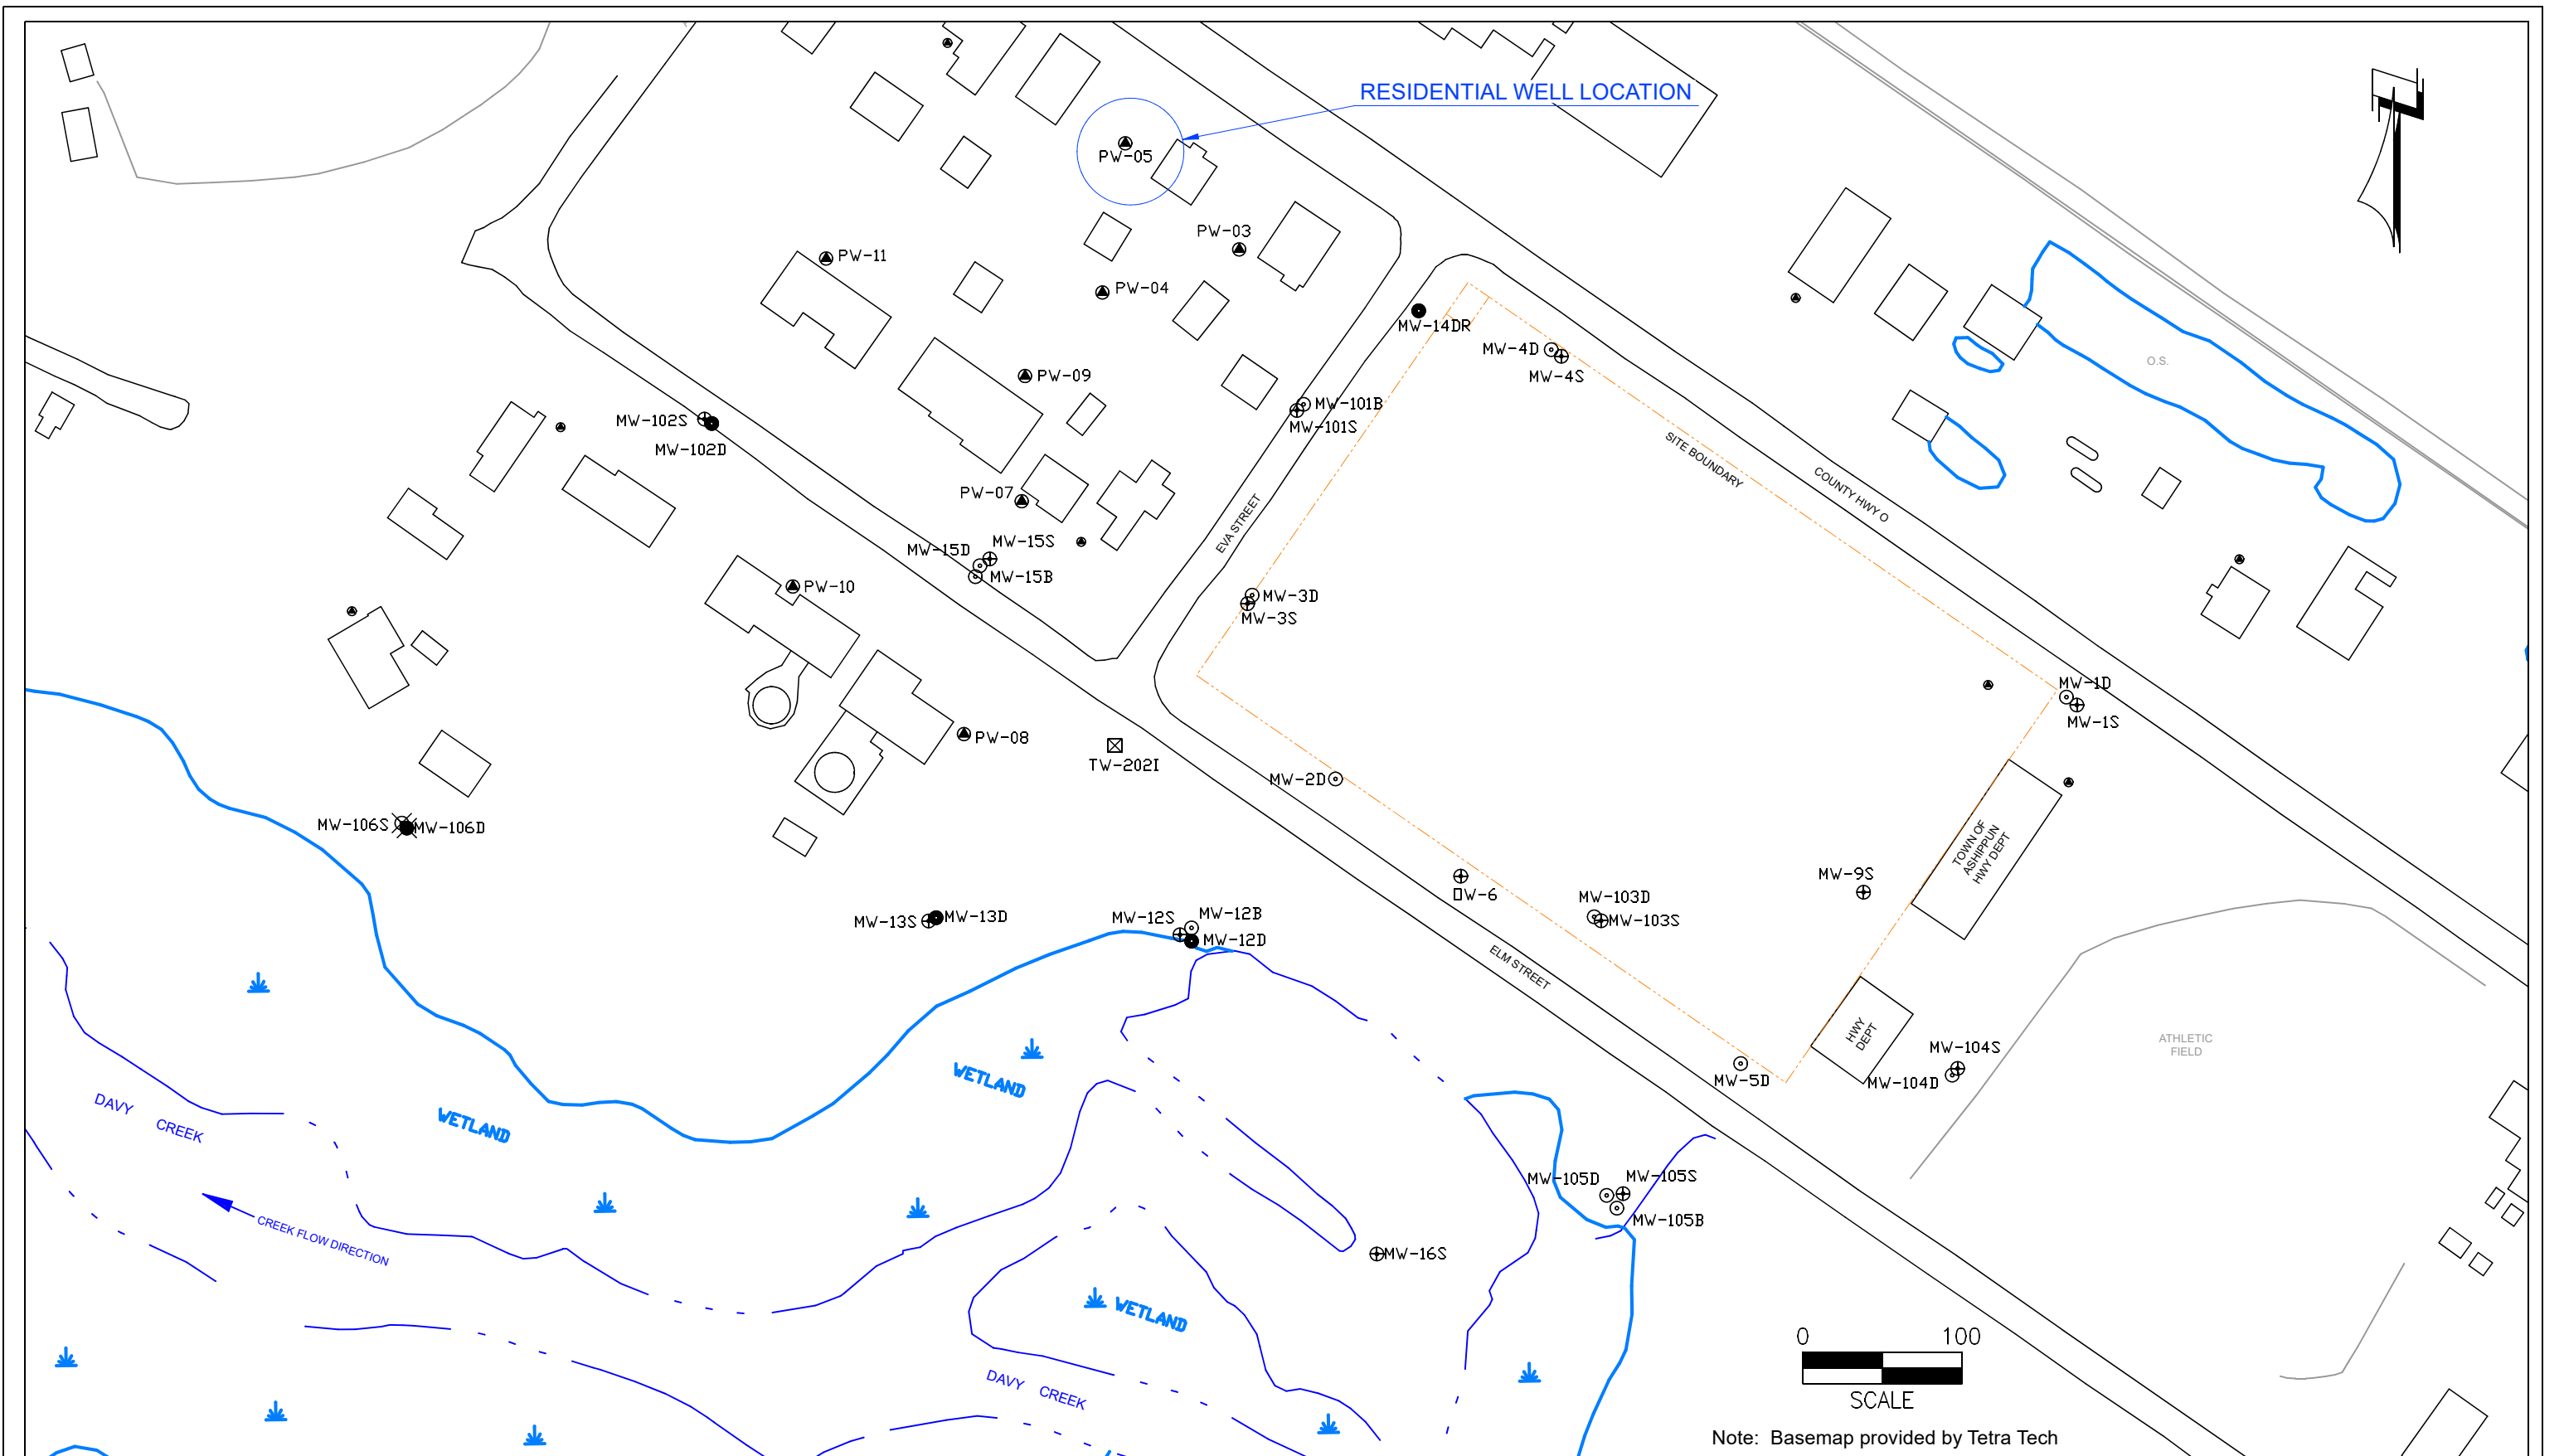 RESIDENTIAL WELL LOCATION
PW-05
PW-03
PW-11
PW-04
MW-14DR
MW-4D
MW-4S
O.S.
PW-09
MW-101B
MW-101S
MW-102S
MW-102D
SITE BOUNDARY
COUNTY HWY O
PW-07
EVA STREET
MW-15D
MW-15S
MW-15B
PW-10
MW-3D
MW-3S
MW-1D
MW-1S
PW-08
TW-202I
MW-2D
MW-106S
MW-106D
TOWN OF
ASHIPPUN
HWY DEPT
MW-9S
OW-6
MW-103D
MW-103S
MW-13S
MW-13D
MW-12S
MW-12B
MW-12D
ELM STREET
HWY
DEPT
ATHLETIC
FIELD
MW-104S
MW-104D
MW-5D
WETLAND
DAVY CREEK
WETLAND
MW-105D
MW-105S
MW-105B
CREEK FLOW DIRECTION
MW-16S
WETLAND
DAVY CREEK
0 100
SCALE
Note: Basemap provided by Tetra Tech